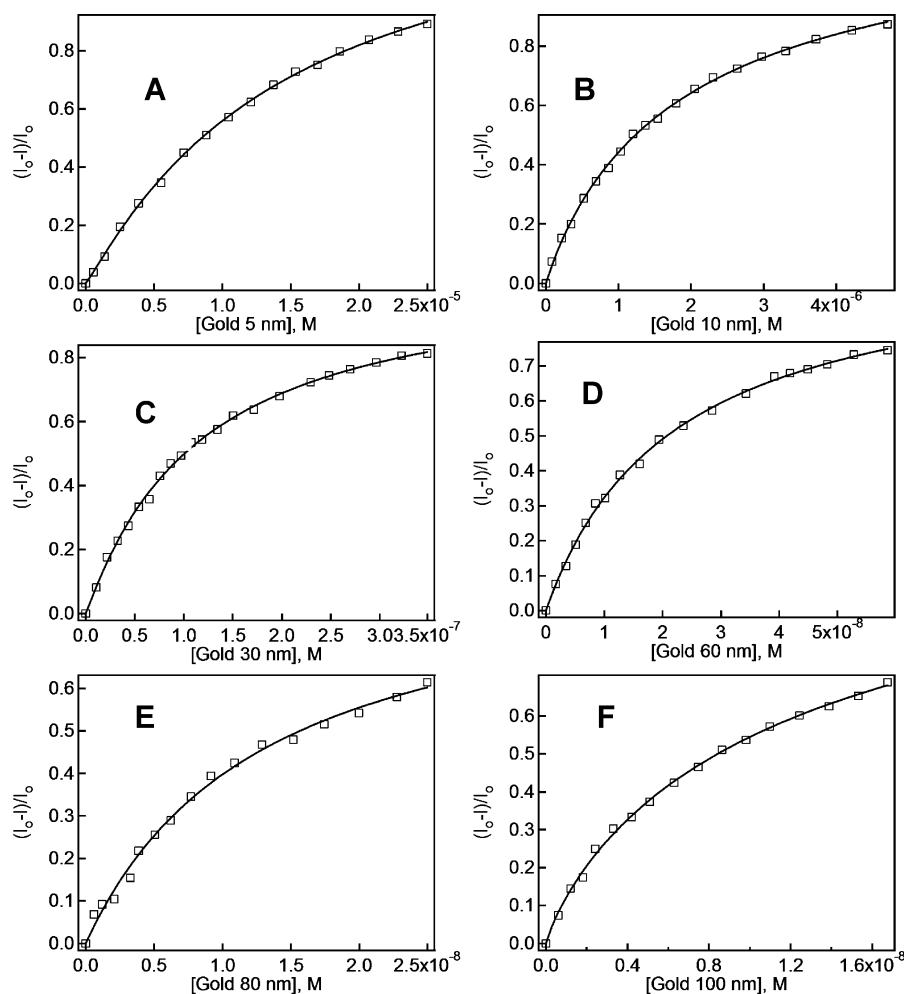 A
(Io-I)/Io
0.8
0.6
0.4
0.2
0.0
0.0 0.5 1.0 1.5 2.0 2.5x10-5
[Gold 5 nm], M
B
(Io-I)/Io
0.8
0.6
0.4
0.2
0.0
0 1 2 3 4x10-6
[Gold 10 nm], M
C
(Io-I)/Io
0.8
0.6
0.4
0.2
0.0
0.0 0.5 1.0 1.5 2.0 2.5 3.03.5x10-7
[Gold 30 nm], M
D
(Io-I)/Io
0.7
0.6
0.5
0.4
0.3
0.2
0.1
0.0
0 1 2 3 4 5x10-8
[Gold 60 nm], M
E
(Io-I)/Io
0.6
0.5
0.4
0.3
0.2
0.1
0.0
0.0 0.5 1.0 1.5 2.0 2.5x10-8
[Gold 80 nm], M
F
(Io-I)/Io
0.6
0.5
0.4
0.3
0.2
0.1
0.0
0.0 0.4 0.8 1.2 1.6x10-8
[Gold 100 nm], M